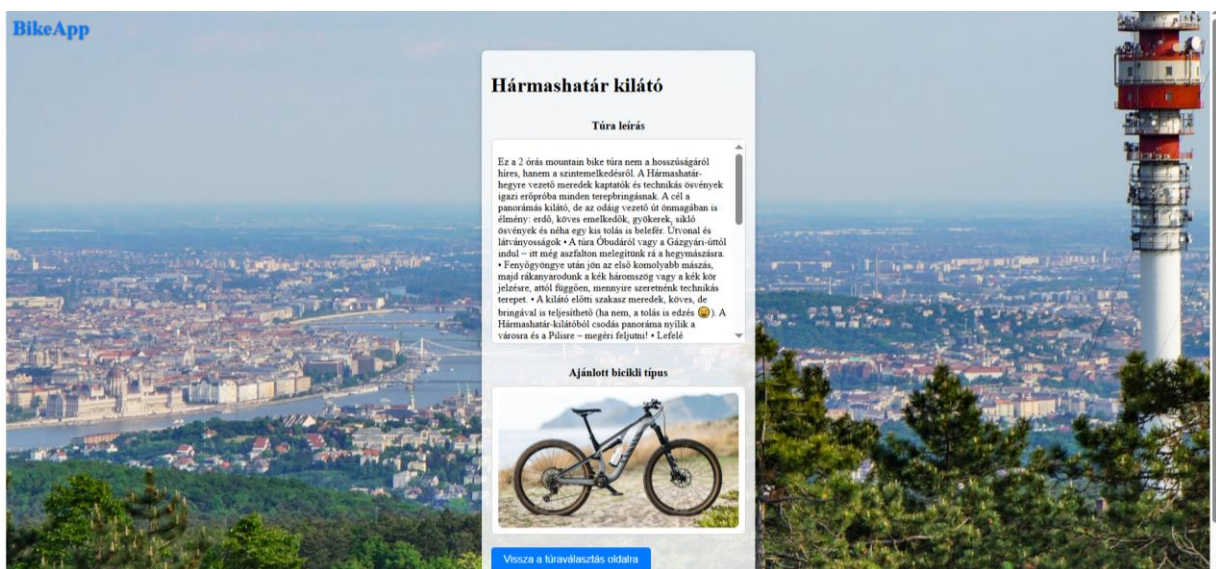 BikeApp
Hármashatár kilátó
Túra leírás
Ez a 2 órás mountain bike túra nem a hosszúságáról
híres, hanem a szintemelkedésről. A Hármashatár-
hegyre vezető meredek kaptatók és technikás ösvények
igazi erőpróba minden terepbringásnak. A cél a
panorámás kilátó, de az odáig vezető út önmagában is
élmény: erdő, köves emelkedők, gyökerek, sikló
ösvények és néha egy kis tolás is belefér. Útvonal és
látványosságok • A túra Óbudáról vagy a Gázgyári-úttól
indul – itt még aszfalton melegítünk rá a hegymászásra.
• Fenyőgyöngye után jön az első komolyabb mászás,
majd rákanyarodunk a kék háromszög vagy a kék kör
jelzésre, attól függően, mennyire szeretnénk technikás
terepet. • A kilátó előtti szakasz meredek, köves, de
bringával is teljesíthető (ha nem, a tolás is edzés 😄). A
Hármashatár-kilátóból csodás panoráma nyílik a
városra és a Pilisre – megéri feljutni! • Lefelé
Ajánlott bicikli típus
Vissza a túraválasztás oldalra